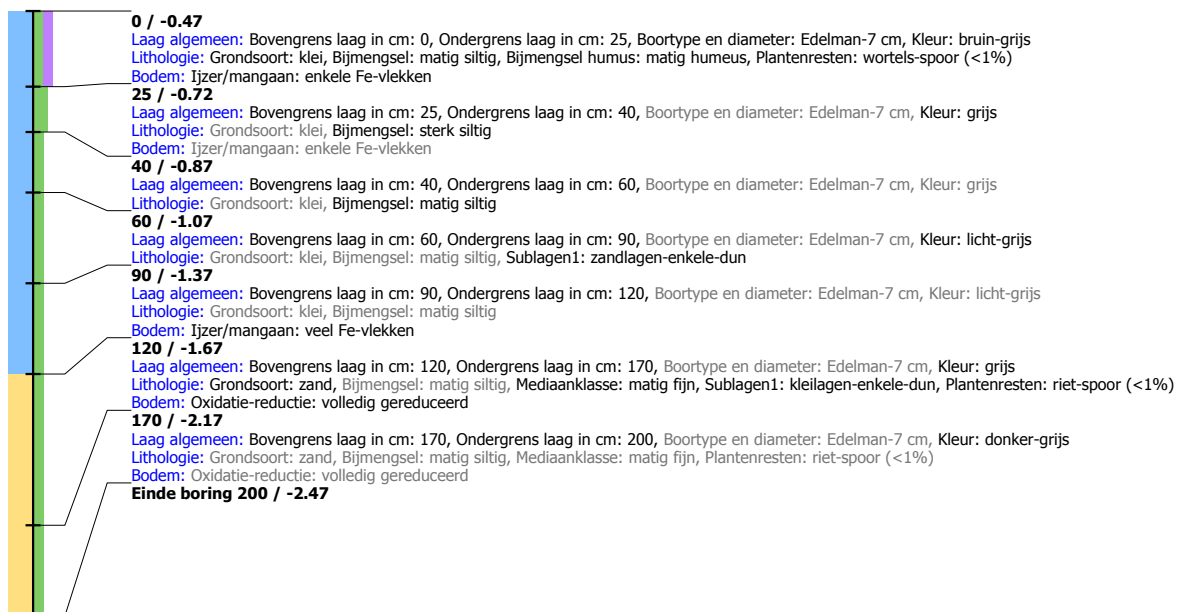 0 / -0.47
Laag algemeen: Bovengrens laag in cm: 0, Ondergrens laag in cm: 25, Boortype en diameter: Edelman-7 cm, Kleur: bruin-grijs
Lithologie: Grondsoort: klei, Bijmengsel: matig siltig, Bijmengsel humus: matig humeus, Plantenresten: wortels-spoor (<1%)
Bodem: Ijzer/mangaan: enkele Fe-vlekken
25 / -0.72
Laag algemeen: Bovengrens laag in cm: 25, Ondergrens laag in cm: 40, Boortype en diameter: Edelman-7 cm, Kleur: grijs
Lithologie: Grondsoort: klei, Bijmengsel: sterk siltig
Bodem: Ijzer/mangaan: enkele Fe-vlekken
40 / -0.87
Laag algemeen: Bovengrens laag in cm: 40, Ondergrens laag in cm: 60, Boortype en diameter: Edelman-7 cm, Kleur: grijs
Lithologie: Grondsoort: klei, Bijmengsel: matig siltig
60 / -1.07
Laag algemeen: Bovengrens laag in cm: 60, Ondergrens laag in cm: 90, Boortype en diameter: Edelman-7 cm, Kleur: licht-grijs
Lithologie: Grondsoort: klei, Bijmengsel: matig siltig, Sublagen1: zandlagen-enkele-dun
90 / -1.37
Laag algemeen: Bovengrens laag in cm: 90, Ondergrens laag in cm: 120, Boortype en diameter: Edelman-7 cm, Kleur: licht-grijs
Lithologie: Grondsoort: klei, Bijmengsel: matig siltig
Bodem: Ijzer/mangaan: veel Fe-vlekken
120 / -1.67
Laag algemeen: Bovengrens laag in cm: 120, Ondergrens laag in cm: 170, Boortype en diameter: Edelman-7 cm, Kleur: grijs
Lithologie: Grondsoort: zand, Bijmengsel: matig siltig, Mediaanklasse: matig fijn, Sublagen1: kleilagen-enkele-dun, Plantenresten: riet-spoor (<1%)
Bodem: Oxidatie-reductie: volledig gereduceerd
170 / -2.17
Laag algemeen: Bovengrens laag in cm: 170, Ondergrens laag in cm: 200, Boortype en diameter: Edelman-7 cm, Kleur: donker-grijs
Lithologie: Grondsoort: zand, Bijmengsel: matig siltig, Mediaanklasse: matig fijn, Plantenresten: riet-spoor (<1%)
Bodem: Oxidatie-reductie: volledig gereduceerd
Einde boring 200 / -2.47